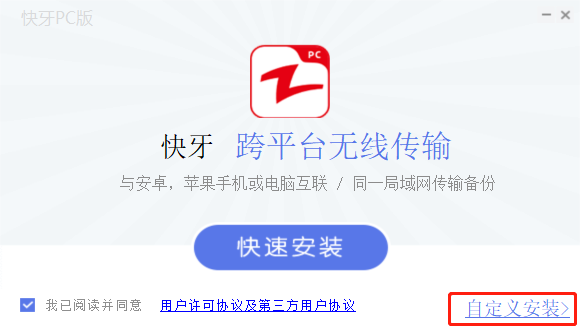 快牙PC版
PC
快牙 跨平台无线传输
与安卓，苹果手机或电脑互联 / 同一局域网传输备份
快速安装
我已阅读并同意 用户许可协议及第三方用户协议
自定义安装>